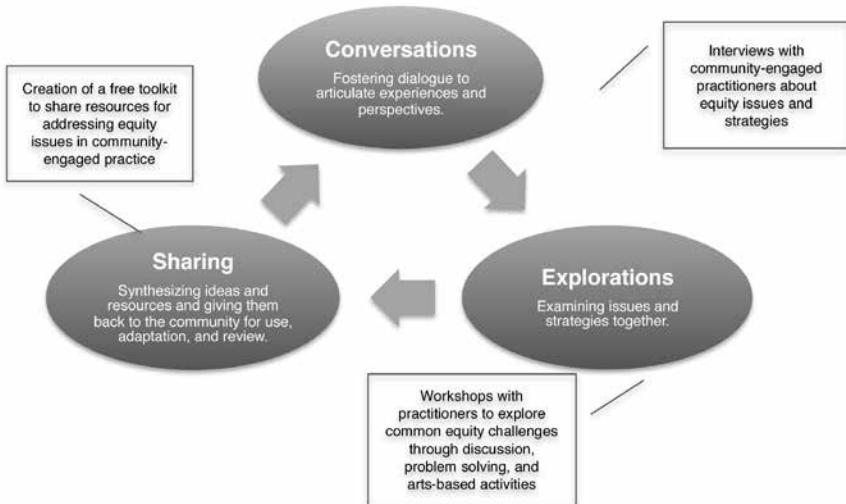 Conversations
Fostering dialogue to
articulate experiences and
perspectives.
Interviews with
community-engaged
practitioners about
equity issues and
strategies
Creation of a free toolkit
to share resources for
addressing equity
issues in community-
engaged practice
Sharing
Synthesizing ideas and
resources and giving them
back to the community for use,
adaptation, and review.
Explorations
Examining issues and
strategies together.
Workshops with
practitioners to explore
common equity challenges
through discussion,
problem solving, and
arts-based activities